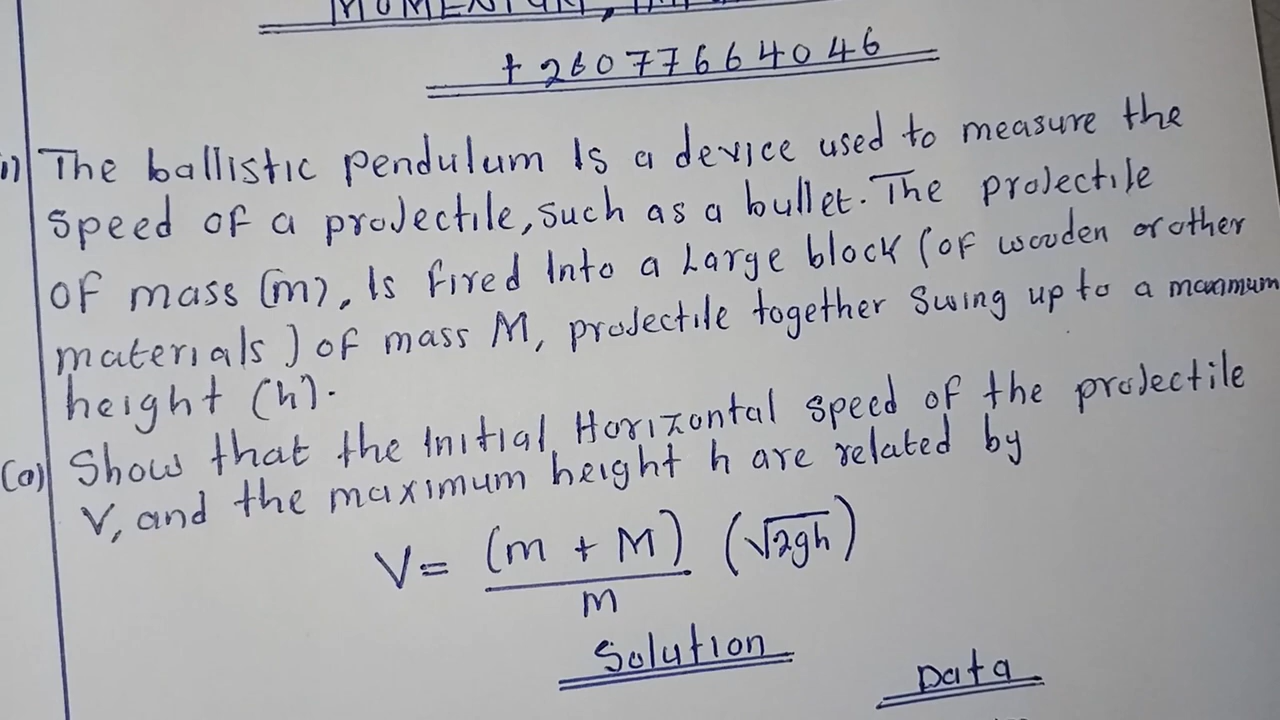 MOMENTUM,
+260776664046
1) The ballistic pendulum Is a device used to measure the
speed of a projectile, such as a bullet. The projectile
of mass (m), Is fired Into a Large block (of wooden or other
materials) of mass M, projectile together swing up to a maximum
height (h).
(a) Show that the Initial Horizontal speed of the projectile
V, and the maximum height h are related by
V = (m + M) (√2gh)
m
Solution
Data